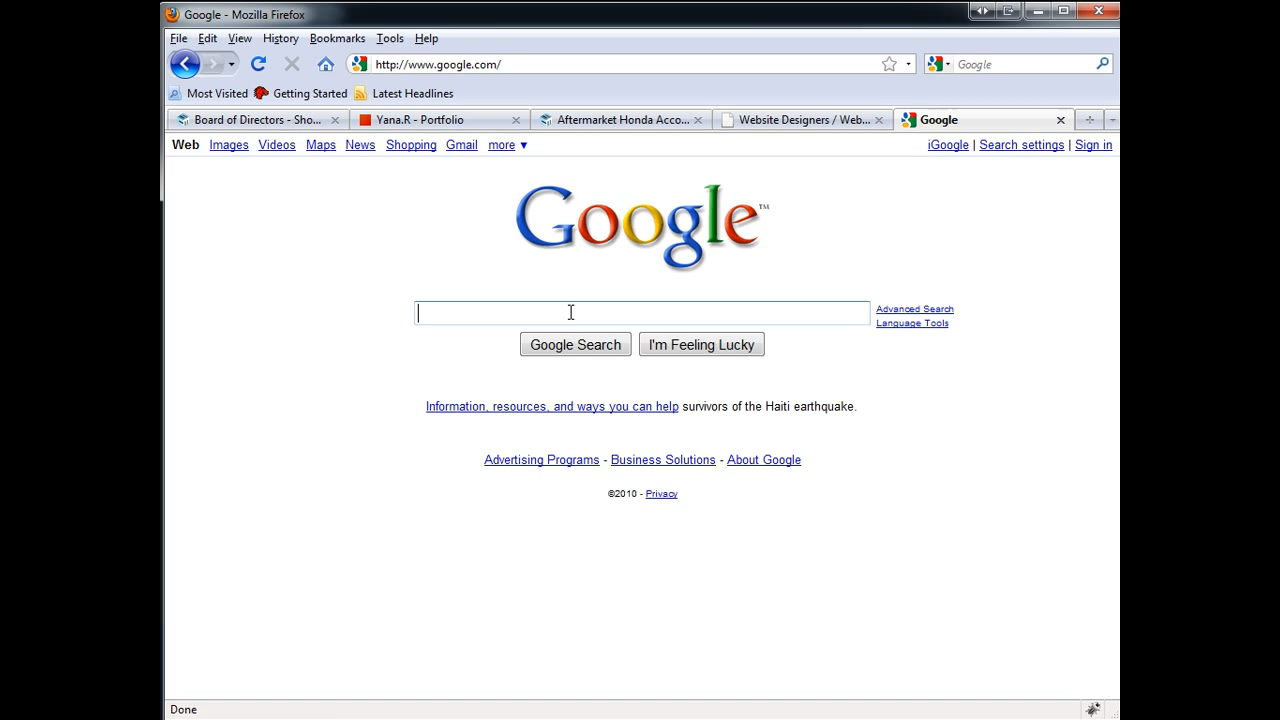 Google - Mozilla Firefox
File Edit View History Bookmarks Tools Help
http://www.google.com/ Google
Most Visited Getting Started Latest Headlines
Board of Directors - Sho... Yana.R - Portfolio Aftermarket Honda Acco... Website Designers / Web... Google
Web Images Videos Maps News Shopping Gmail more ▼ iGoogle | Search settings | Sign in
Google™
Advanced Search
Language Tools
Google Search I'm Feeling Lucky
Information, resources, and ways you can help survivors of the Haiti earthquake.
Advertising Programs - Business Solutions - About Google
©2010 - Privacy
Done